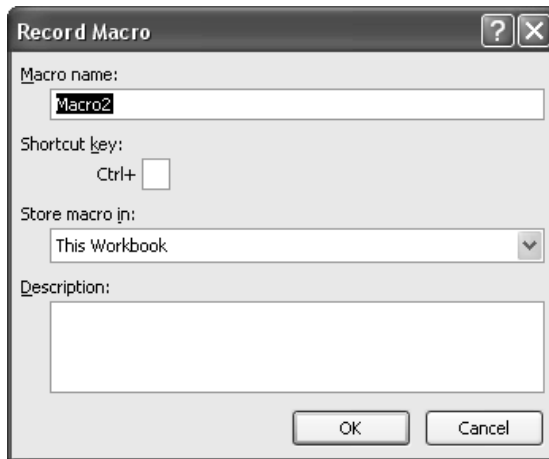 Record Macro
Macro name:
Macro2
Shortcut key:
Ctrl+
Store macro in:
This Workbook
Description:
OK Cancel